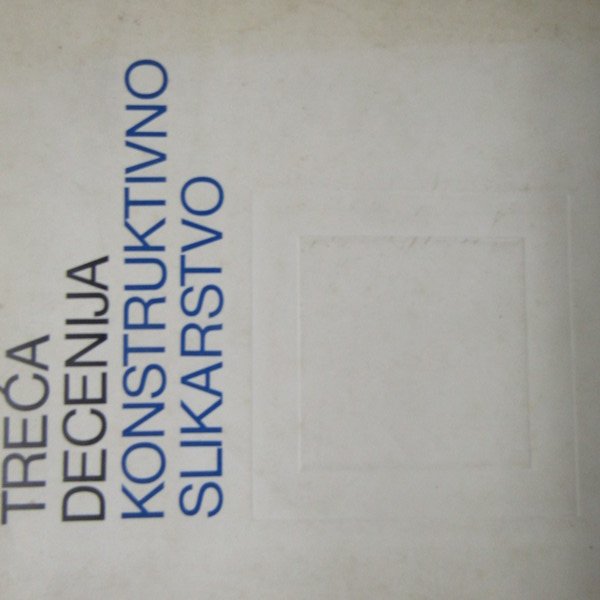 TREĆA
DECENIJA
KONSTRUKTIVNO
SLIKARSTVO